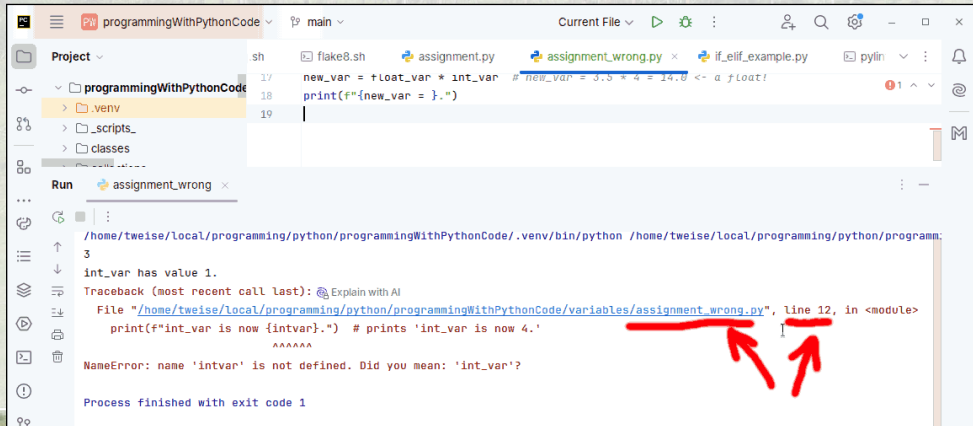 PC
PW programmingWithPythonCode
main
Current File
Project
sh
flake8.sh
assignment.py
assignment_wrong.py
if_elif_example.py
pylin
programmingWithPythonCode
.venv
_scripts_
classes
17 new_var = float_var * int_var # new_var = 3.5 * 4 = 14.0 <- a float!
18 print(f"{new_var = }.")
19
1
Run
assignment_wrong
/home/tweise/local/programming/python/programmingWithPythonCode/.venv/bin/python /home/tweise/local/programming/python/programmi
3
int_var has value 1.
Traceback (most recent call last): Explain with AI
File "/home/tweise/local/programming/python/programmingWithPythonCode/variables/assignment_wrong.py", line 12, in <module>
print(f"int_var is now {intvar}.") # prints 'int_var is now 4.'
^^^^^^
NameError: name 'intvar' is not defined. Did you mean: 'int_var'?
Process finished with exit code 1